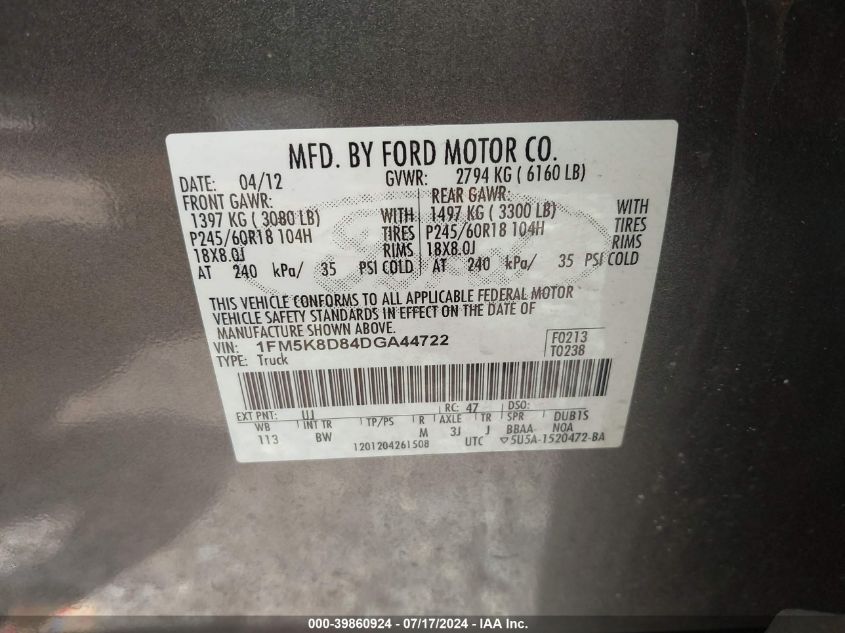 MFD. BY FORD MOTOR CO.
DATE: 04/12 GVWR: 2794 KG ( 6160 LB)
FRONT GAWR: REAR GAWR:
1397 KG ( 3080 LB) WITH 1497 KG ( 3300 LB) WITH
P245/60R18 104H TIRES P245/60R18 104H TIRES
18X8.0J RIMS 18X8.0J RIMS
AT 240 kPa/ 35 PSI COLD AT 240 kPa/ 35 PSI COLD
THIS VEHICLE CONFORMS TO ALL APPLICABLE FEDERAL MOTOR
VEHICLE SAFETY STANDARDS IN EFFECT ON THE DATE OF
MANUFACTURE SHOWN ABOVE.
VIN: 1FM5K8D84DGA44722 F0213
TYPE: Truck T0238
EXT PNT: UJ RC: 47 DSO:
WB INT TR TP/PS R AXLE TR SPR DUB1S
113 BW M 3J J BBAA NOA
1201204261508 UTC ▽5U5A-1520472-BA
000-39860924 / 07/17/2024 - IAA Inc.